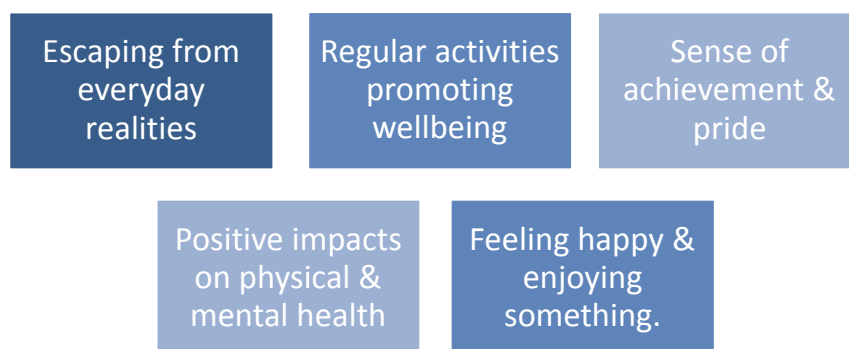 Escaping from
everyday
realities
Regular activities
promoting
wellbeing
Sense of
achievement &
pride
Positive impacts
on physical &
mental health
Feeling happy &
enjoying
something.